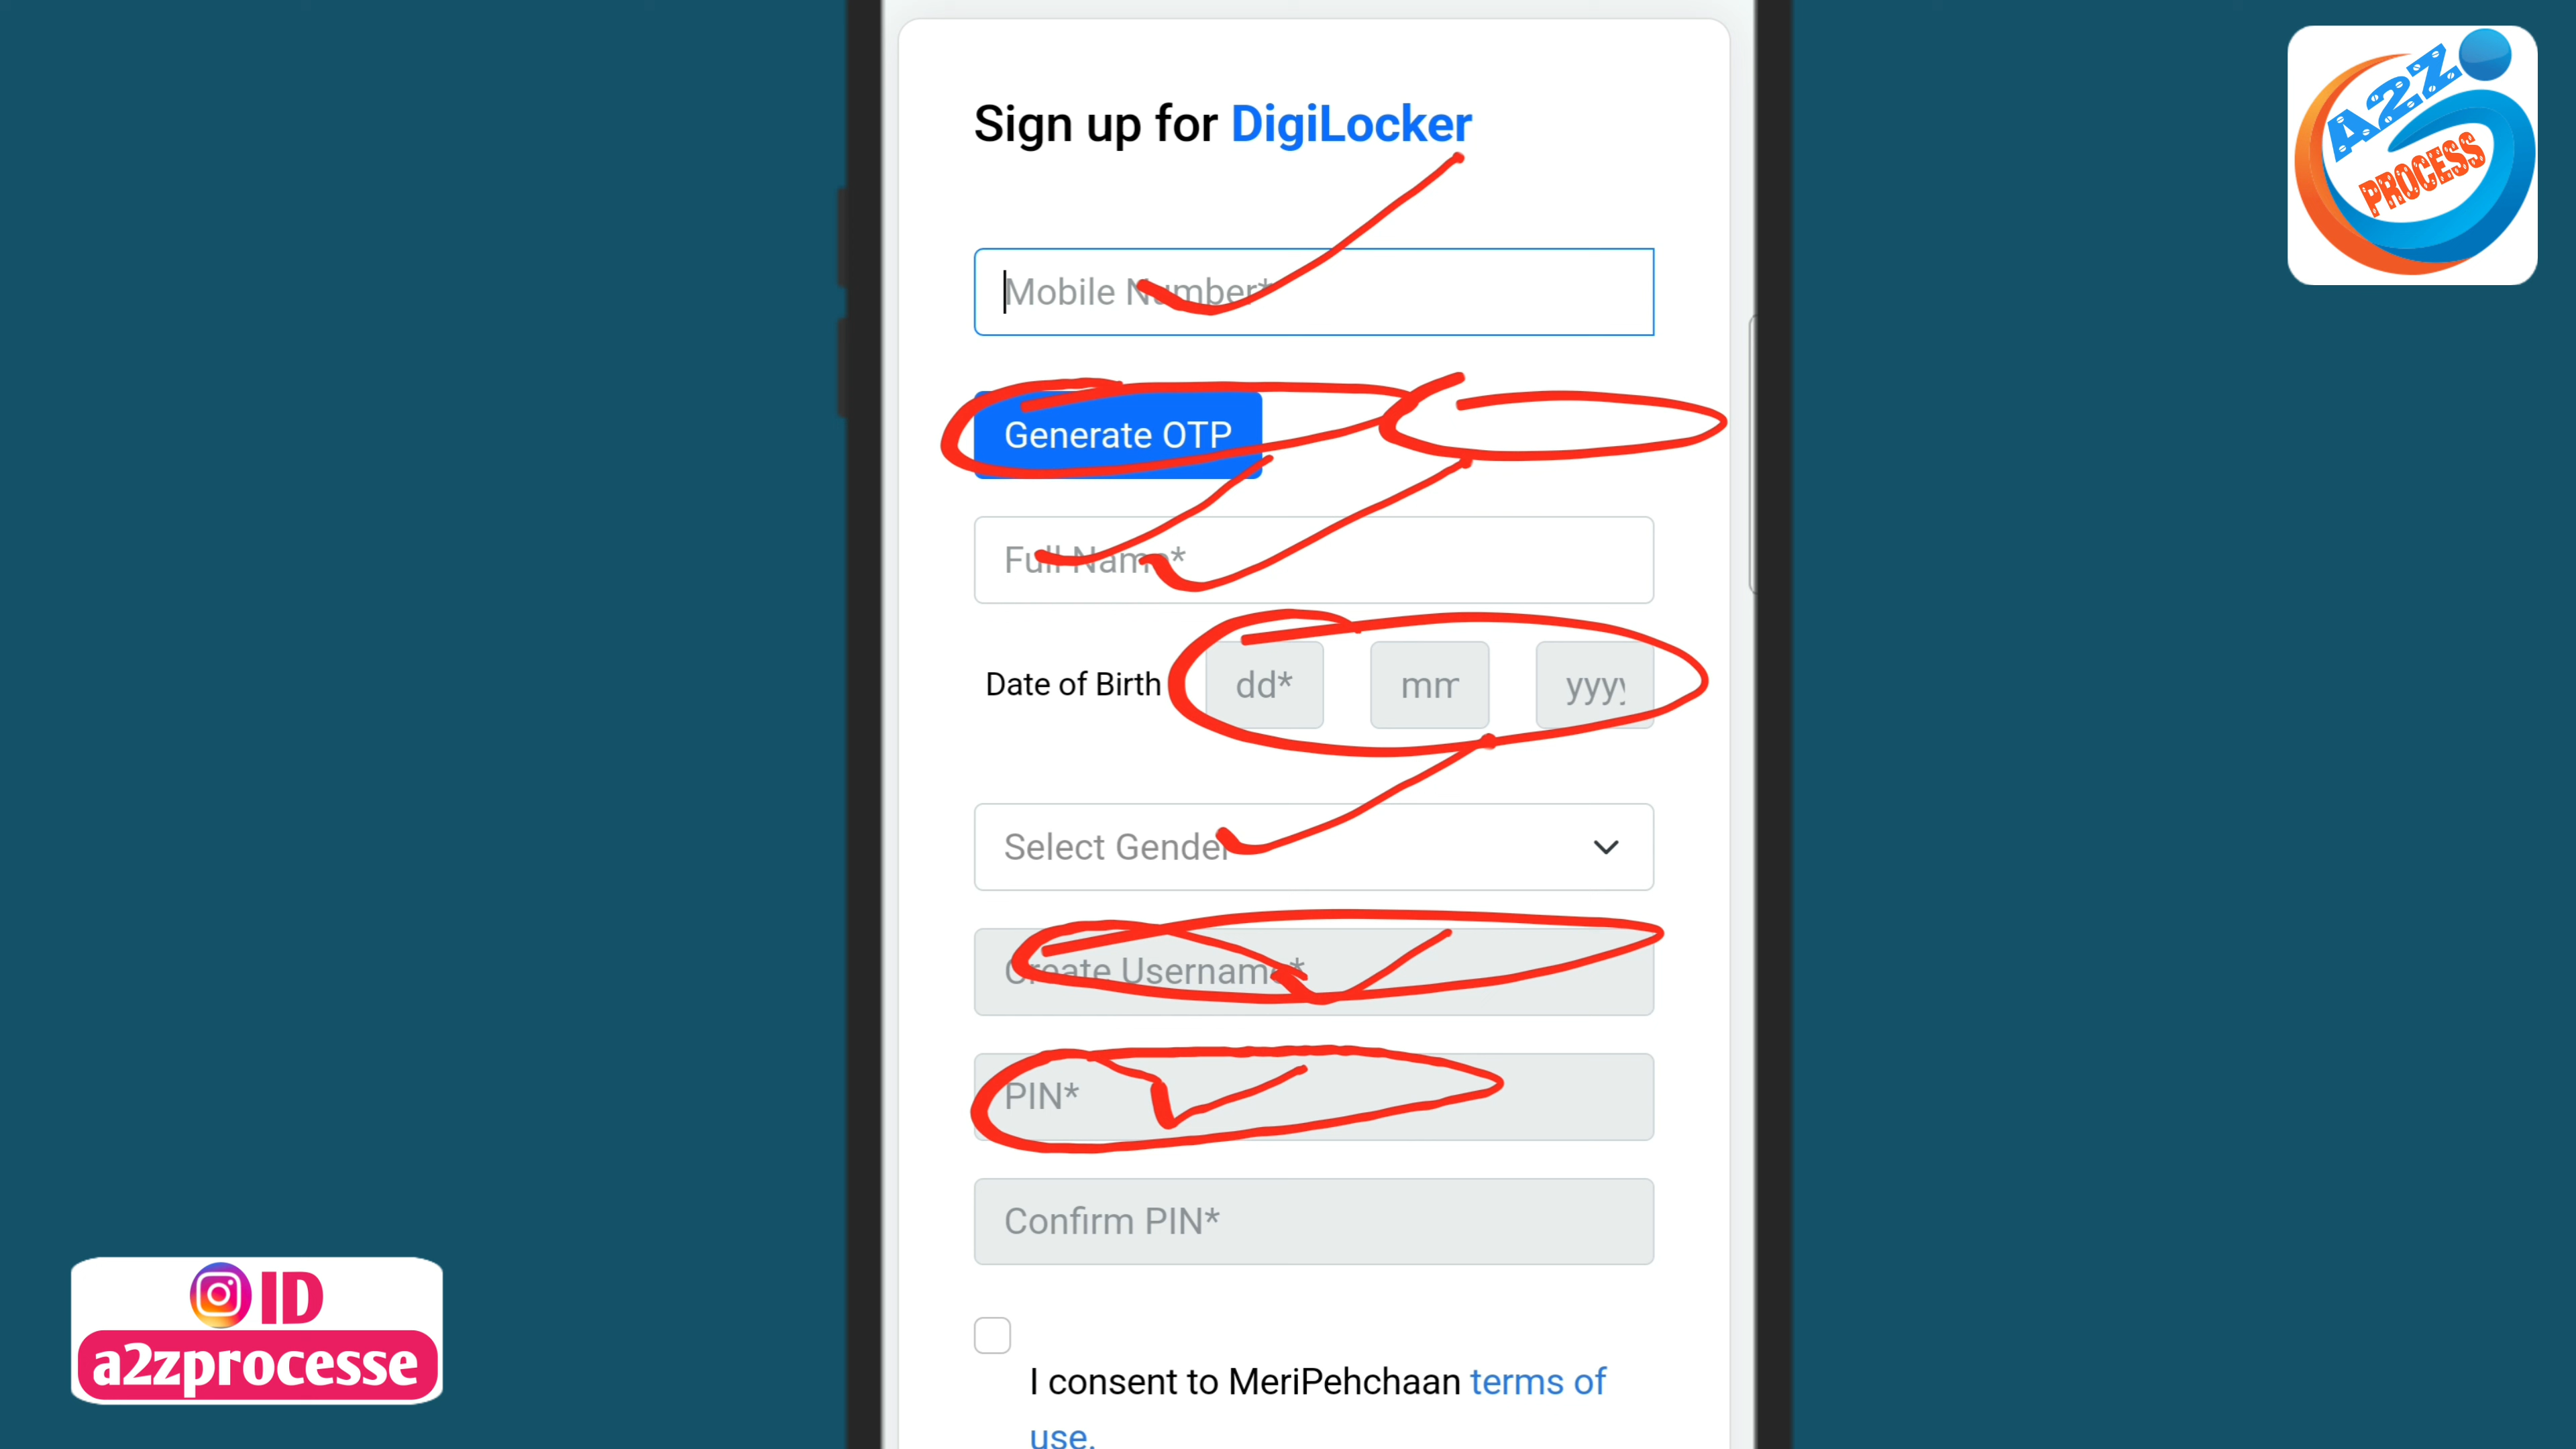 Sign up for DigiLocker
A2Z
PROCESS
Mobile Number*
Generate OTP
Full Name*
Date of Birth dd* mm yyyy
Select Gender
Create Username*
PIN*
Confirm PIN*
I consent to MeriPehchaan terms of
use.
ID
a2zprocesse